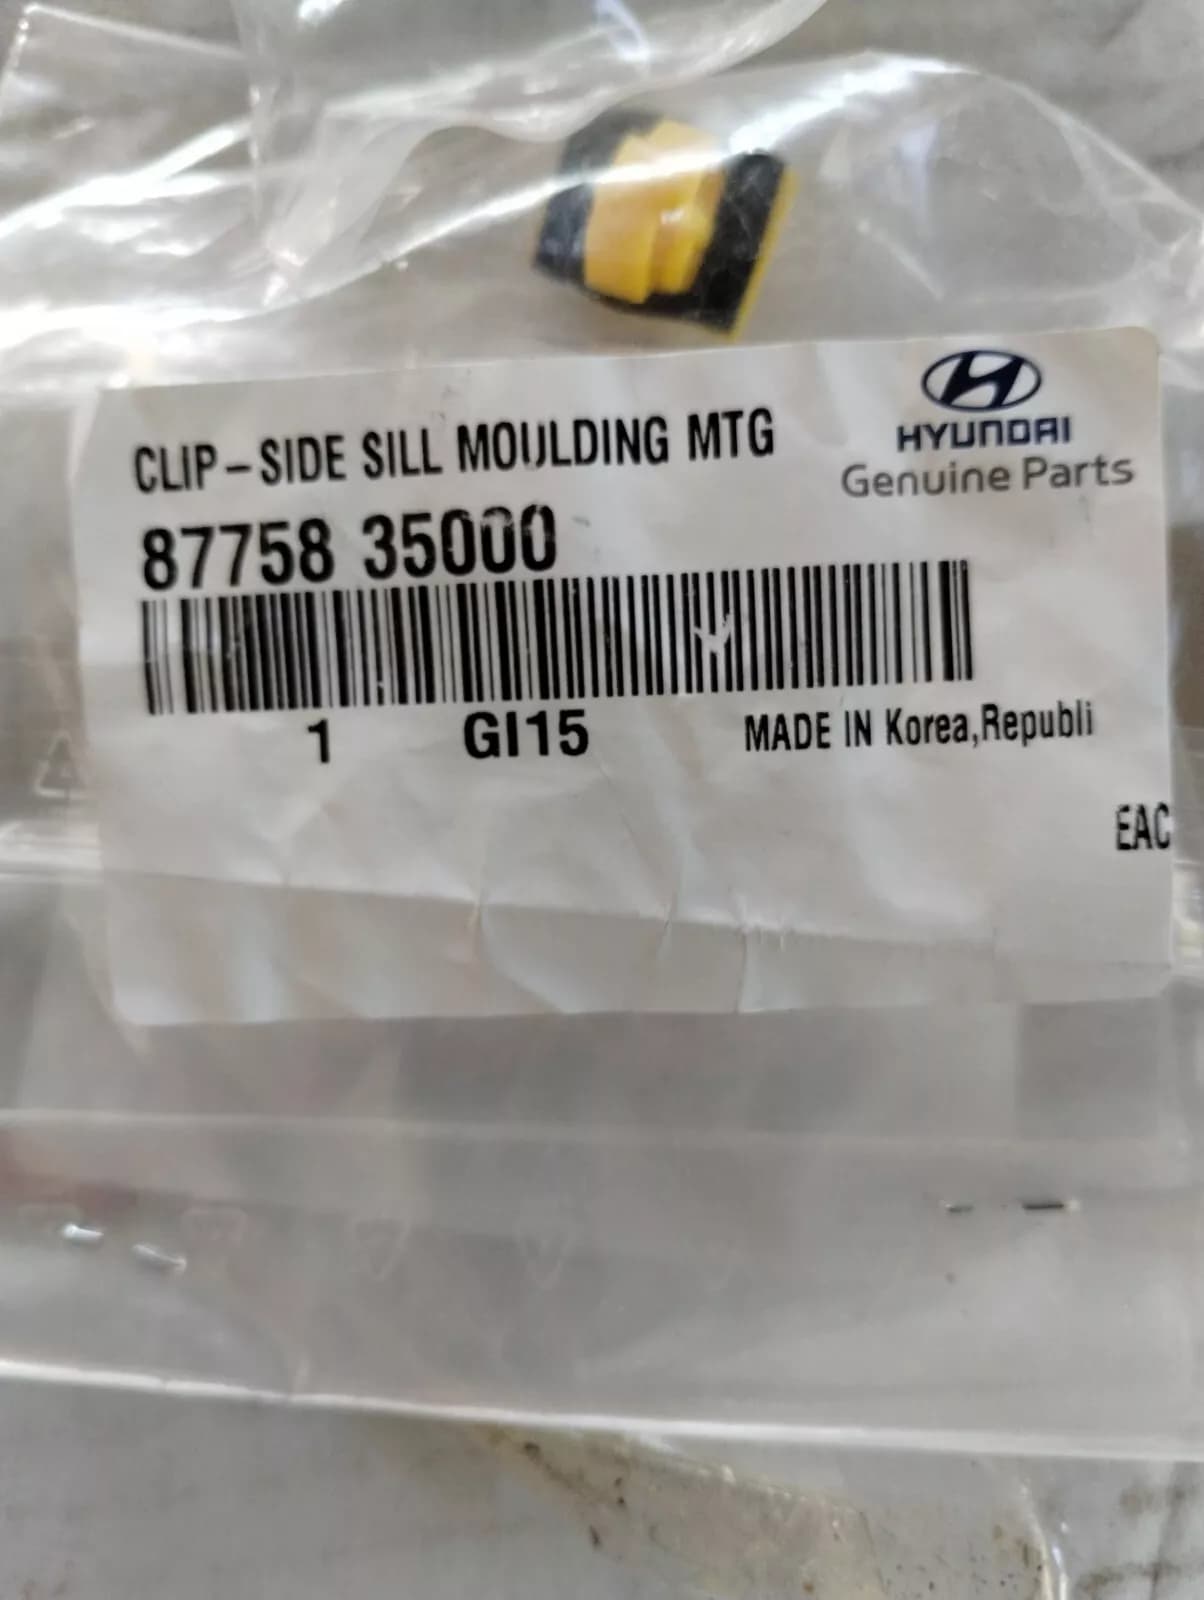 HYUNDAI
Genuine Parts
CLIP-SIDE SILL MOULDING MTG
87758 35000
1 GI15 MADE IN Korea,Republi
EAC